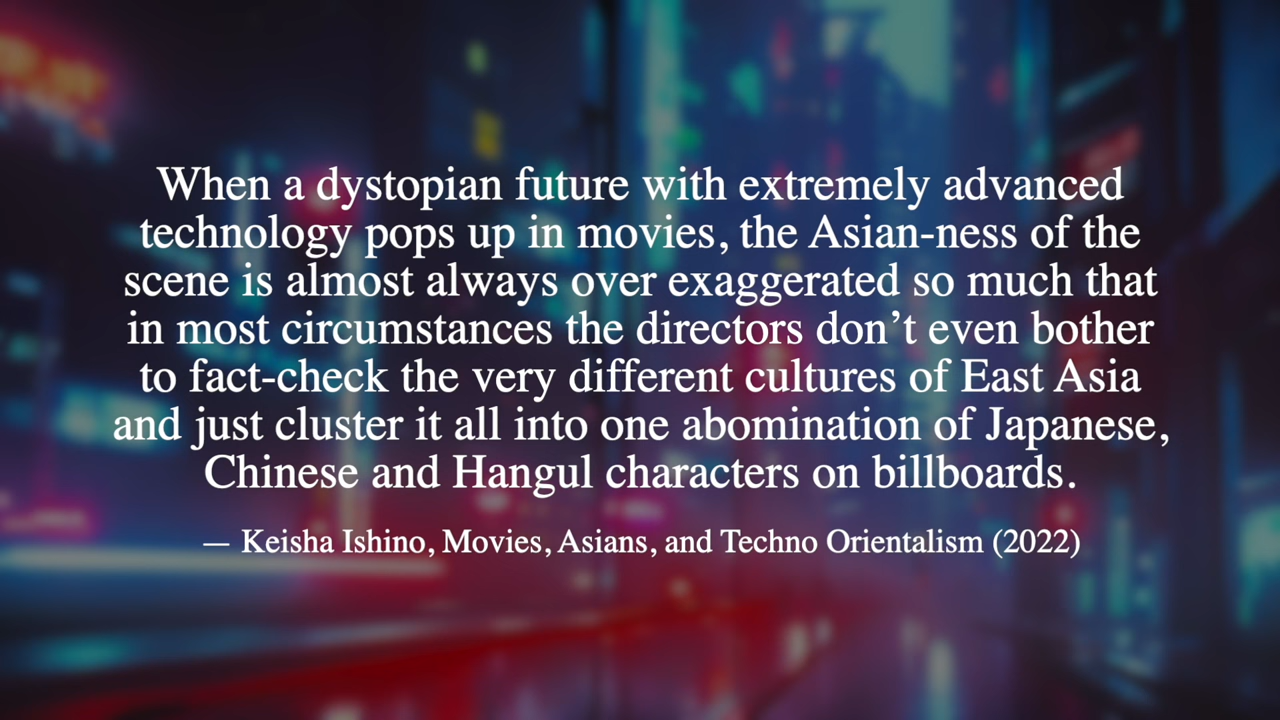 When a dystopian future with extremely advanced
technology pops up in movies, the Asian-ness of the
scene is almost always over exaggerated so much that
in most circumstances the directors don’t even bother
to fact-check the very different cultures of East Asia
and just cluster it all into one abomination of Japanese,
Chinese and Hangul characters on billboards.
— Keisha Ishino, Movies, Asians, and Techno Orientalism (2022)